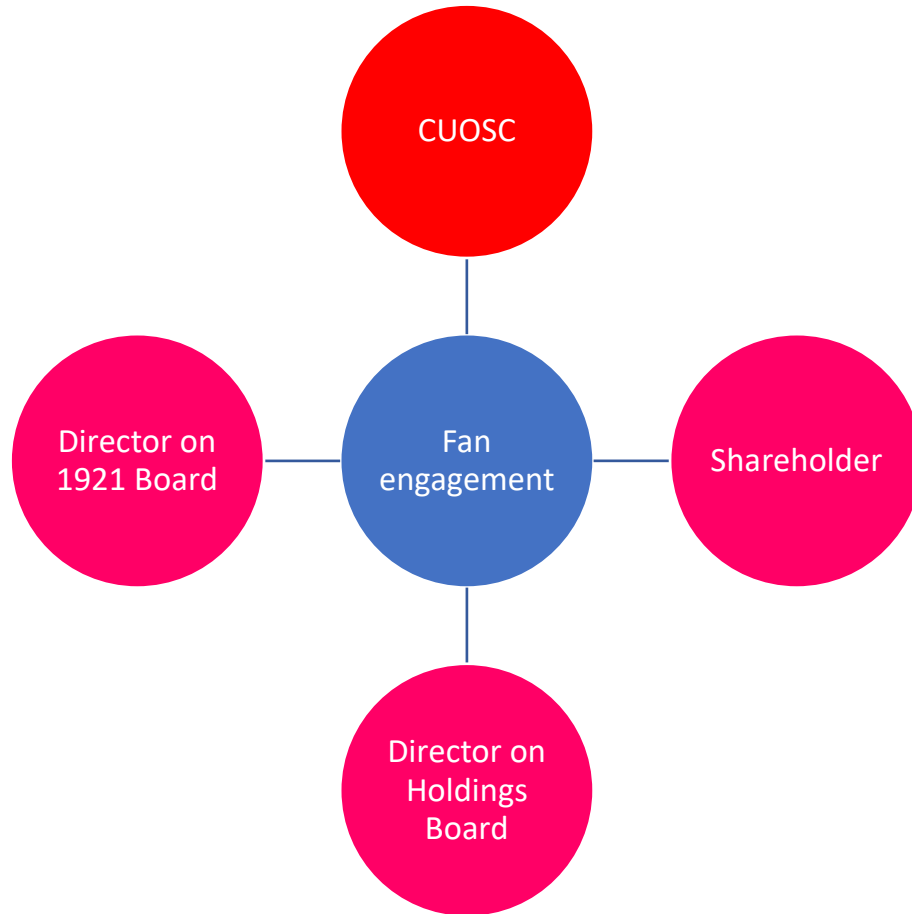 CUOSC
Director on
1921 Board
Fan
engagement
Shareholder
Director on
Holdings
Board